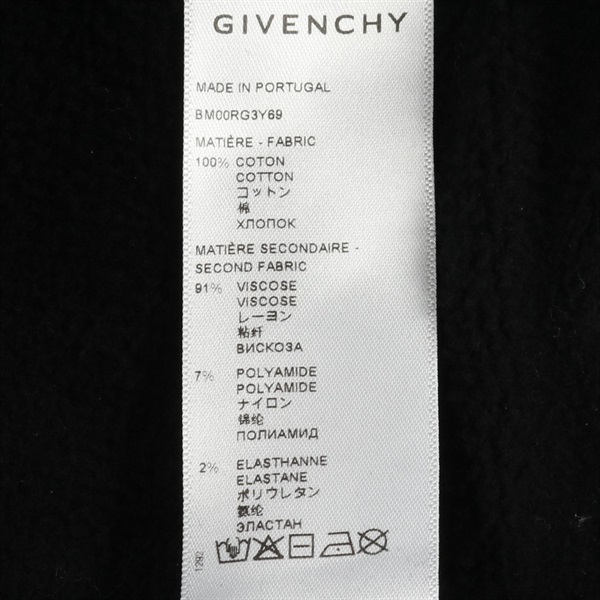 GIVENCHY
MADE IN PORTUGAL
BM00RG3Y69
MATIÈRE - FABRIC
100% COTON
COTTON
コットン
棉
ХЛОПОК
MATIÈRE SECONDAIRE -
SECOND FABRIC
91% VISCOSE
VISCOSE
レーヨン
粘纤
ВИСКОЗА
7% POLYAMIDE
POLYAMIDE
ナイロン
锦纶
ПОЛИАМИД
2% ELASTHANNE
ELASTANE
ポリウレタン
氨纶
ЭЛАСТАН
1292